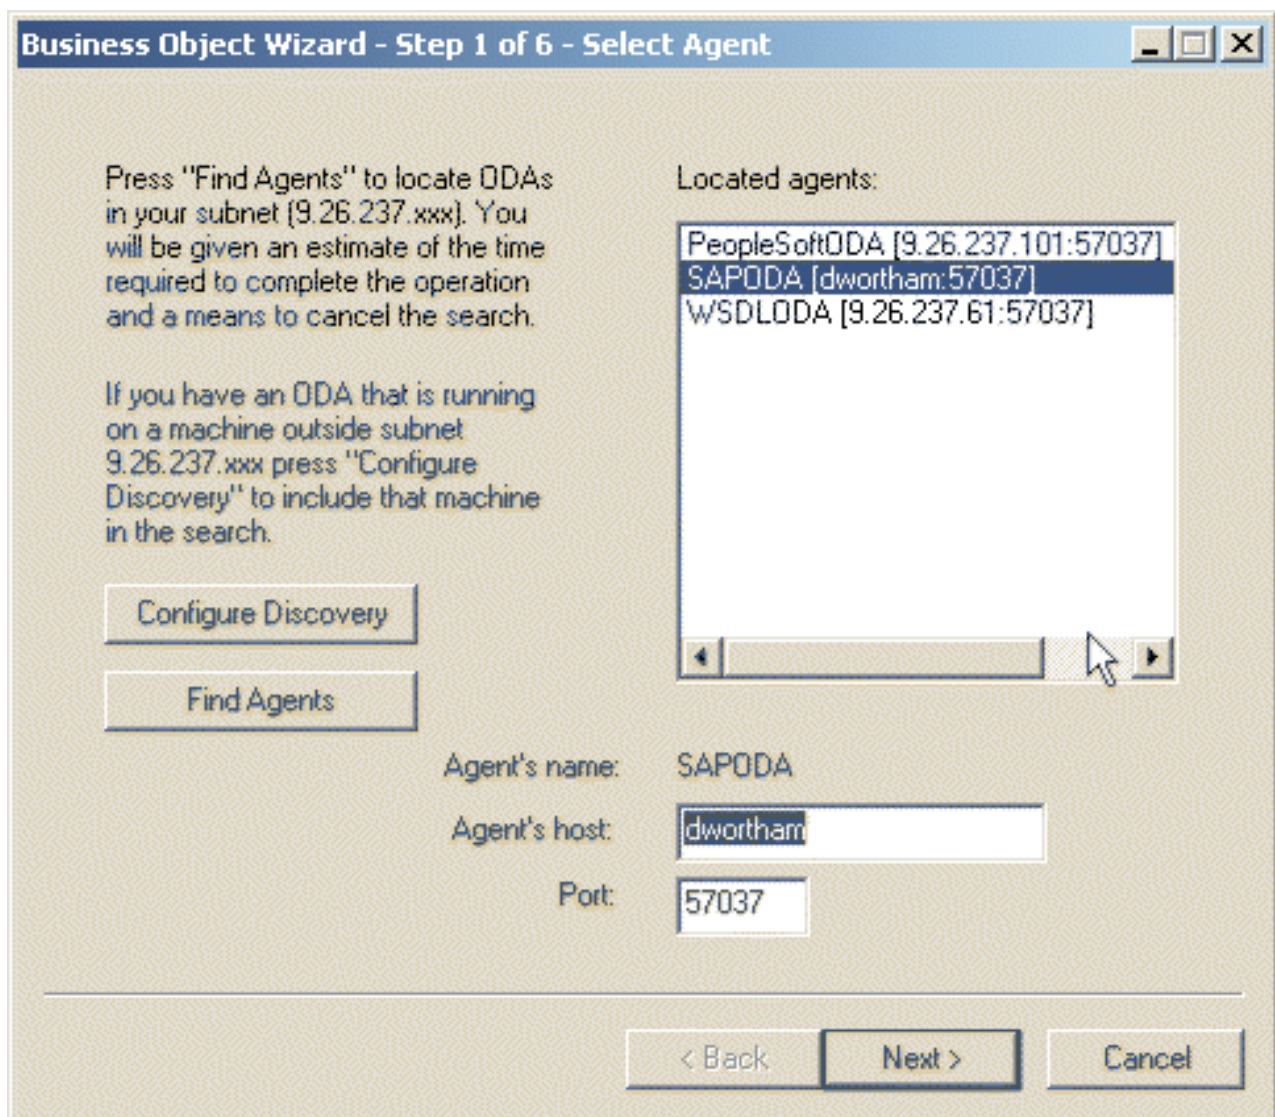 Business Object Wizard - Step 1 of 6 - Select Agent
Press "Find Agents" to locate ODAs
in your subnet (9.26.237.xxx). You
will be given an estimate of the time
required to complete the operation
and a means to cancel the search.
If you have an ODA that is running
on a machine outside subnet
9.26.237.xxx press "Configure
Discovery" to include that machine
in the search.
Configure Discovery
Find Agents
Located agents:
PeopleSoftODA [9.26.237.101:57037]
SAPODA [dwortham:57037]
WSDLODA [9.26.237.61:57037]
Agent's name: SAPODA
Agent's host: dwortham
Port: 57037
< Back Next > Cancel